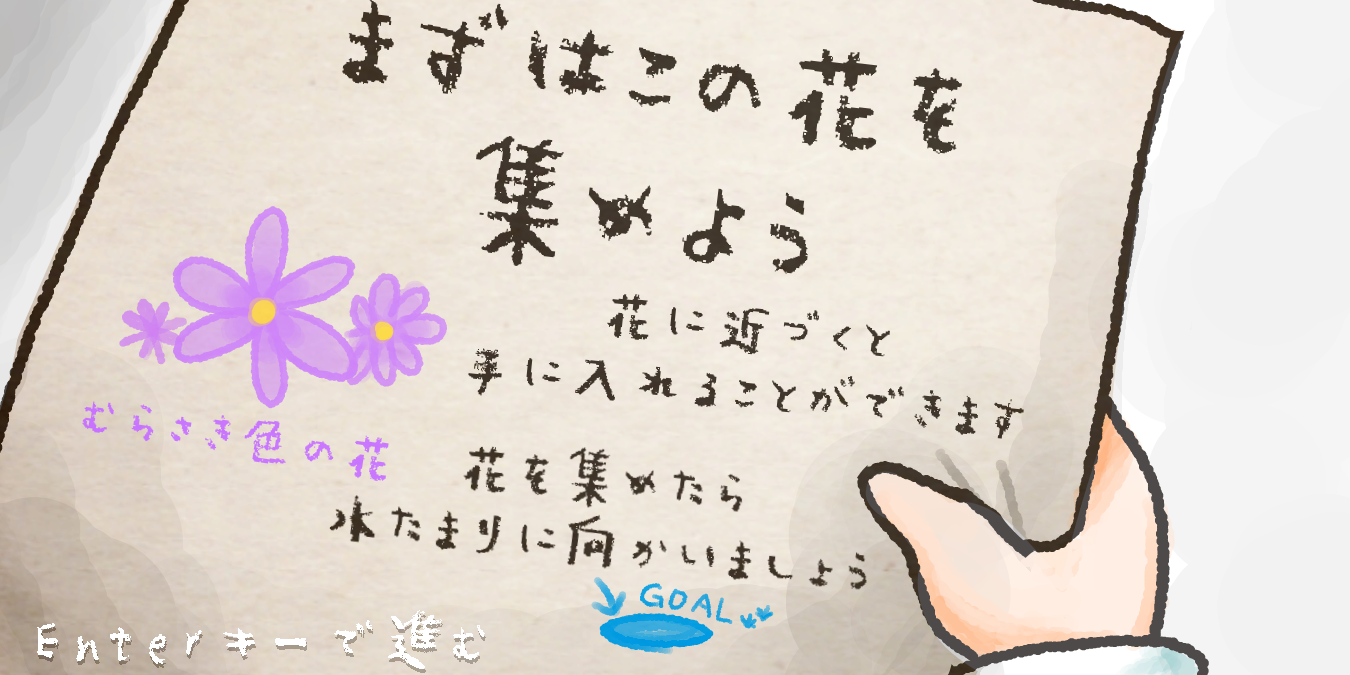 まずはこの花を
集めよう
花に近づくと
手に入れることができます
むらさき色の花
花を集めたら
水たまりに向かいましょう
GOAL
Enterキーで進む